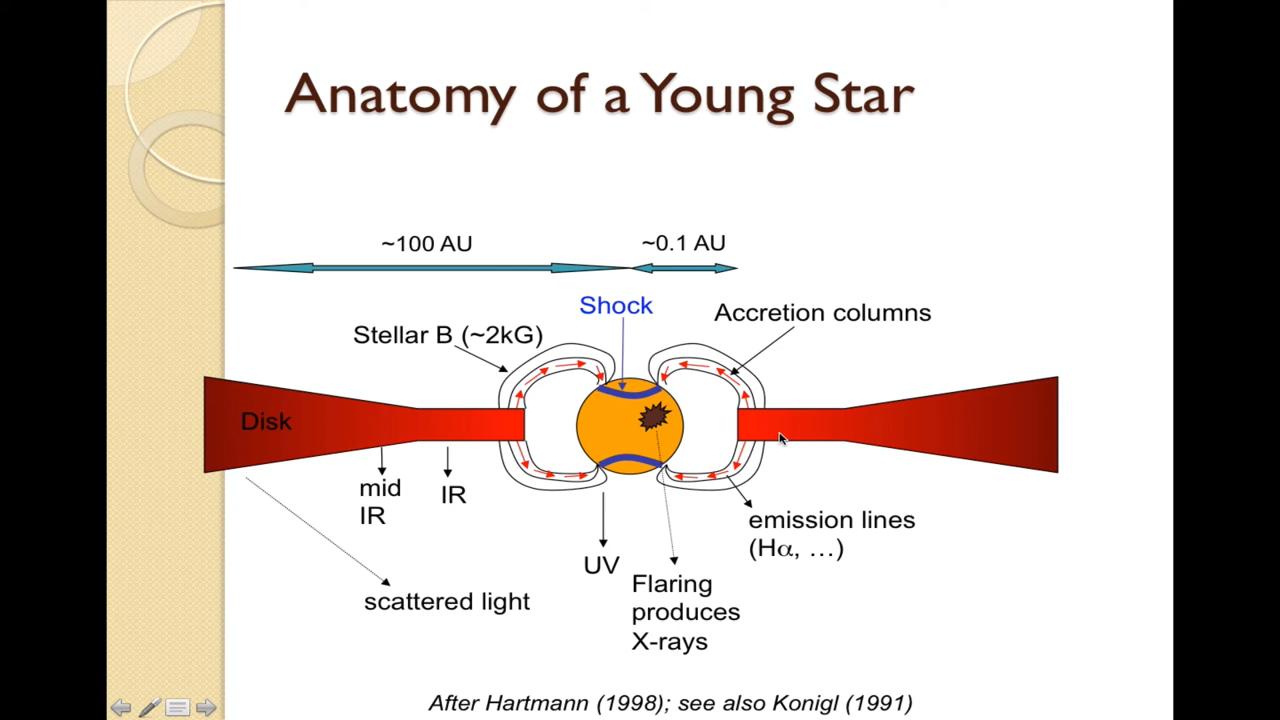 Anatomy of a Young Star
~100 AU
~0.1 AU
Shock
Accretion columns
Stellar B (~2kG)
Disk
mid
IR
IR
emission lines
(Hα, …)
UV
Flaring
produces
X-rays
scattered light
After Hartmann (1998); see also Konigl (1991)